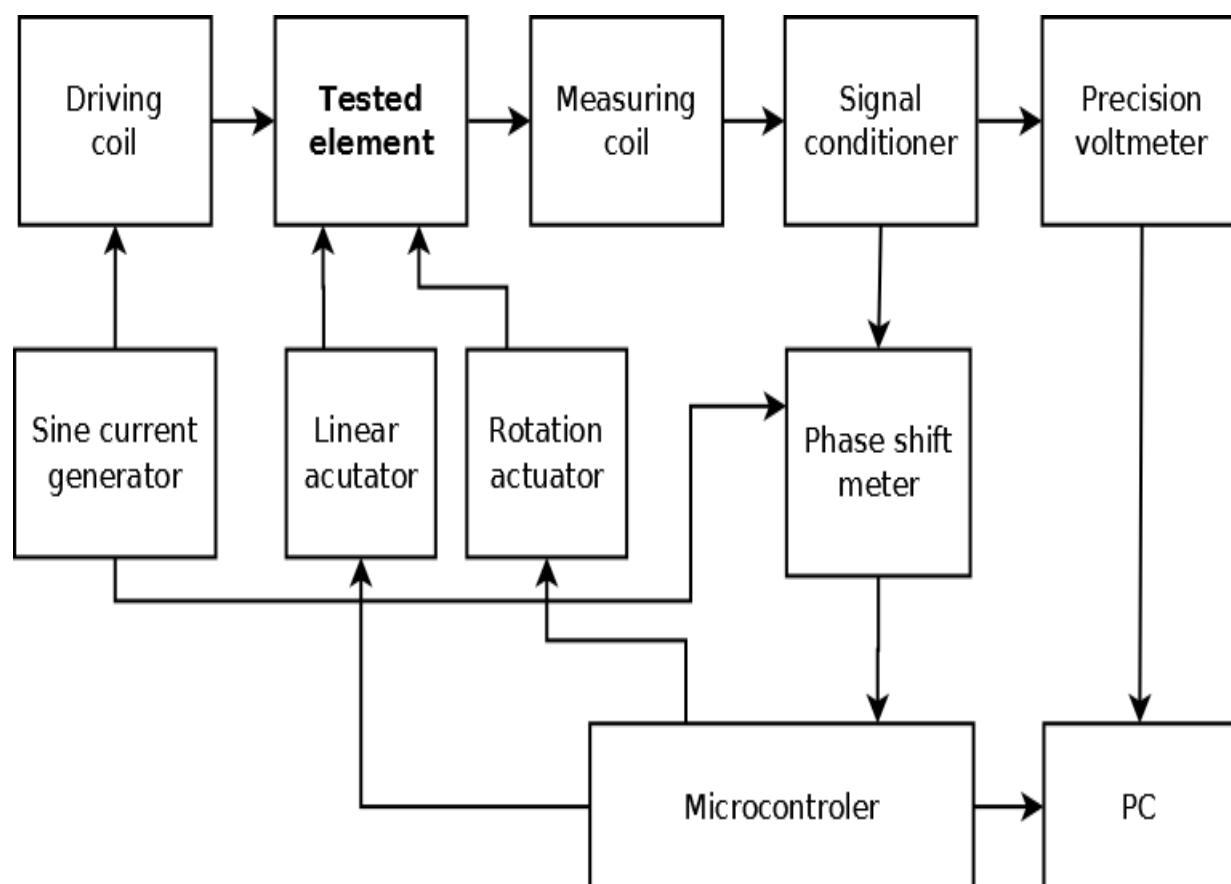 Driving
coil
Tested
element
Measuring
coil
Signal
conditioner
Precision
voltmeter
Sine current
generator
Linear
acutator
Rotation
actuator
Phase shift
meter
Microcontroler
PC